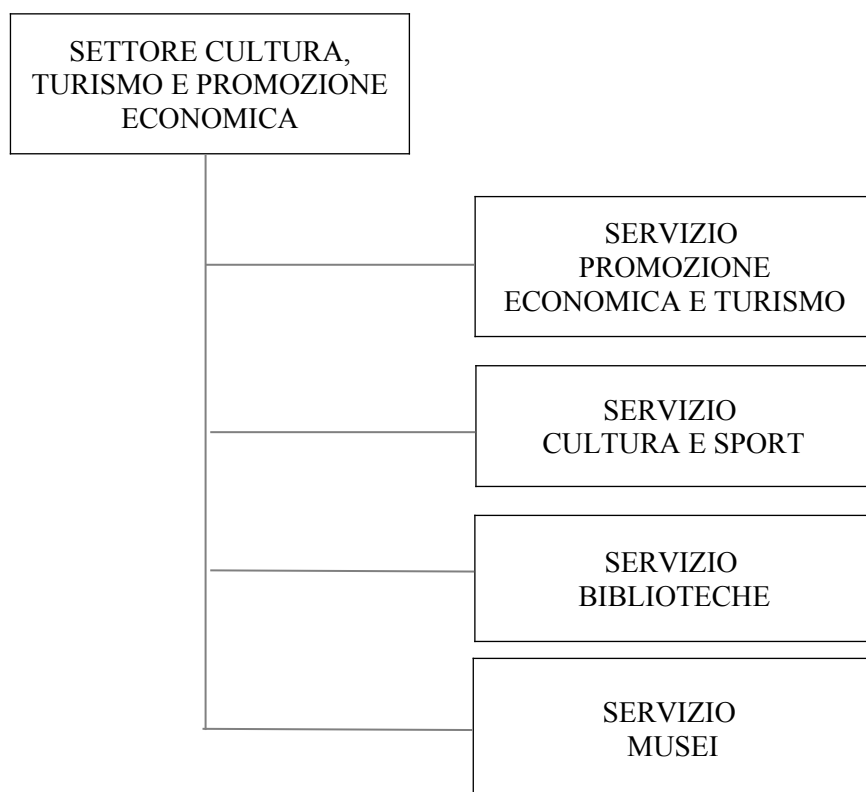 SETTORE CULTURA,
TURISMO E PROMOZIONE
ECONOMICA
SERVIZIO
PROMOZIONE
ECONOMICA E TURISMO
SERVIZIO
CULTURA E SPORT
SERVIZIO
BIBLIOTECHE
SERVIZIO
MUSEI